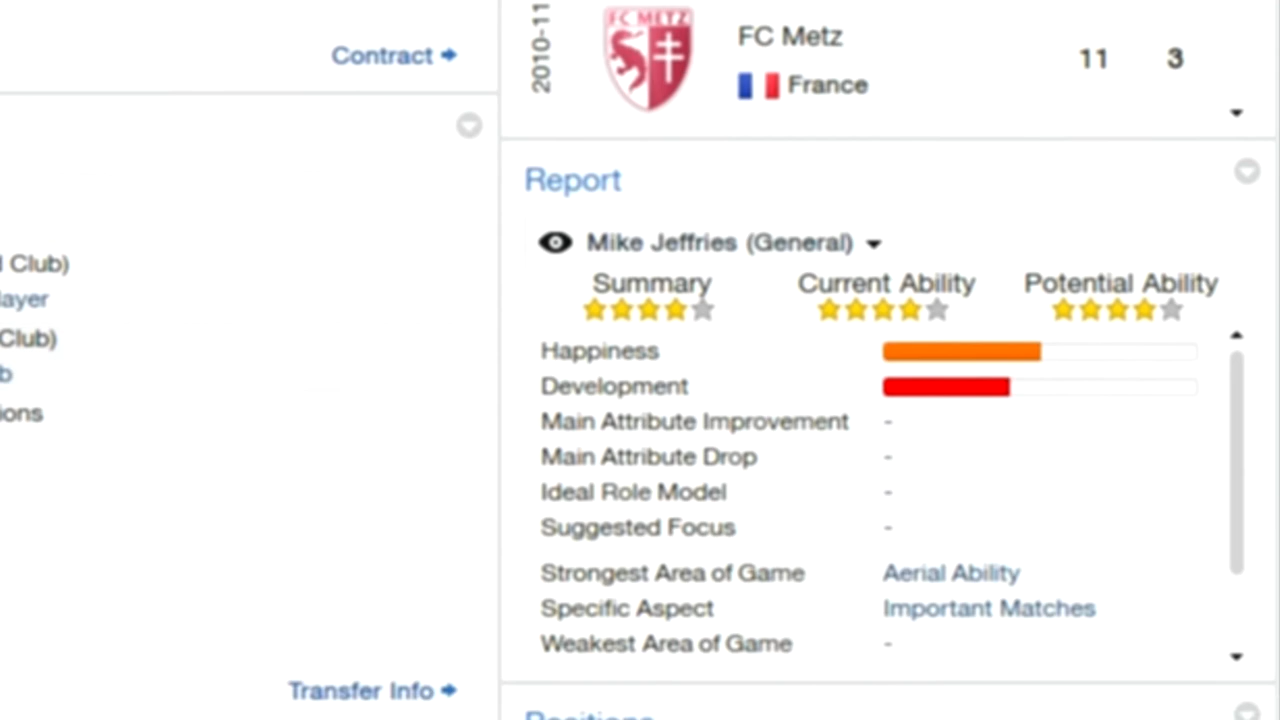 Contract
Club)
layer
Club)
b
ions
Transfer Info
2010-11
FC METZ
FC Metz
France
11 3
Report
Mike Jeffries (General)
Summary Current Ability Potential Ability
Happiness
Development
Main Attribute Improvement -
Main Attribute Drop -
Ideal Role Model -
Suggested Focus -
Strongest Area of Game Aerial Ability
Specific Aspect Important Matches
Weakest Area of Game -
Positions